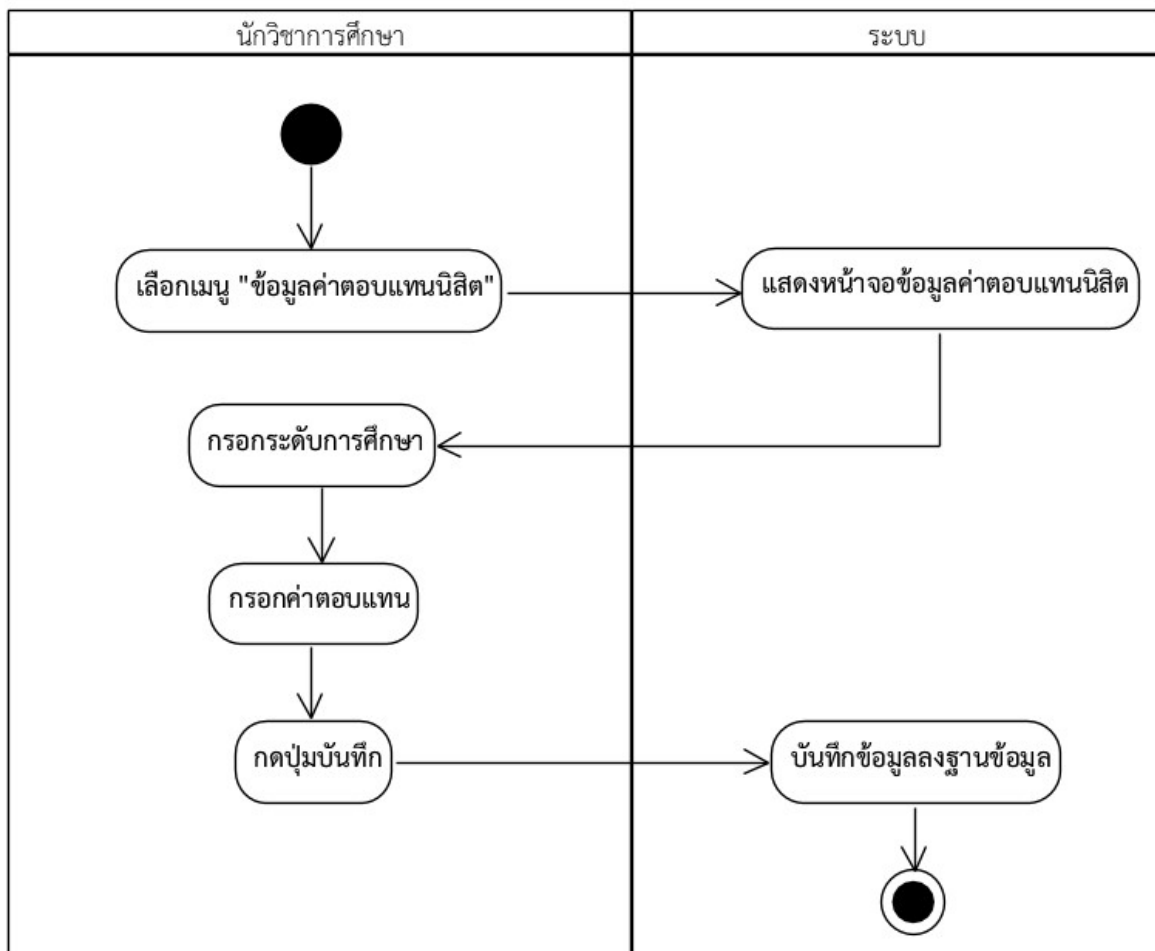 นักวิชาการศึกษา
ระบบ
เลือกเมนู "ข้อมูลค่าตอบแทนนิสิต"
แสดงหน้าจอข้อมูลค่าตอบแทนนิสิต
กรอกระดับการศึกษา
กรอกค่าตอบแทน
กดปุ่มบันทึก
บันทึกข้อมูลลงฐานข้อมูล